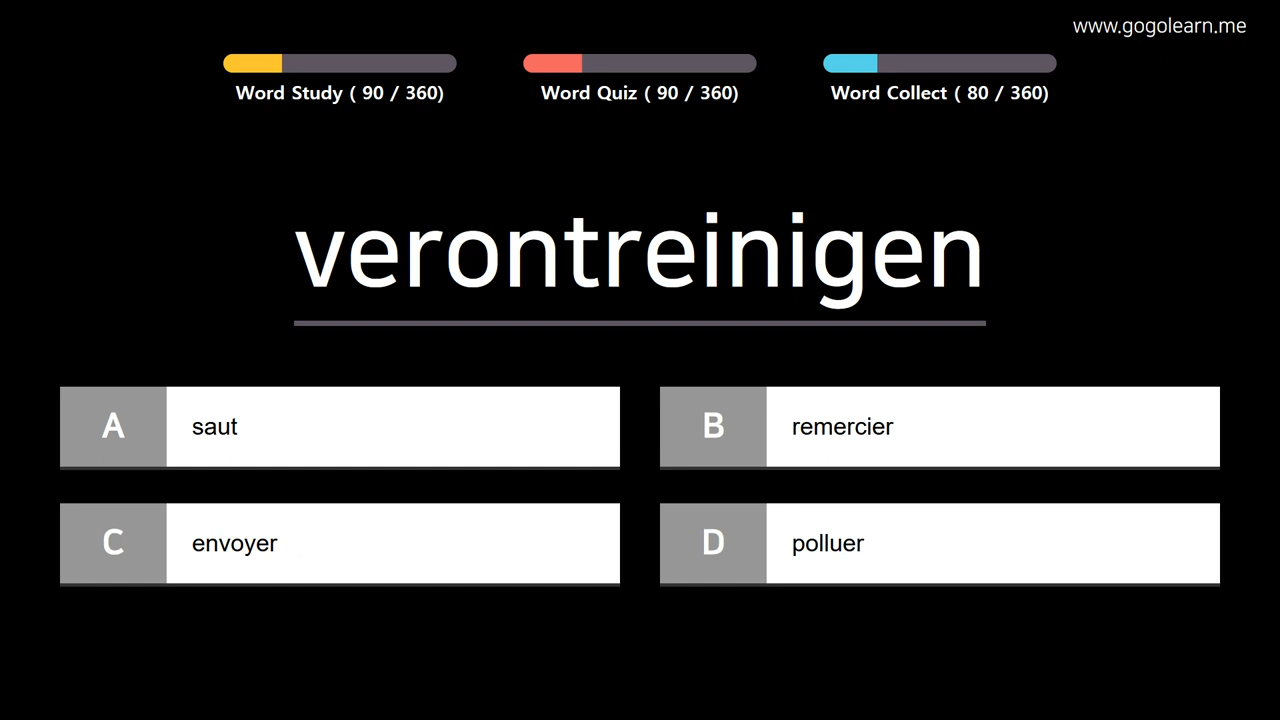 www.gogolearn.me
Word Study ( 90 / 360)
Word Quiz ( 90 / 360)
Word Collect ( 80 / 360)
verontreinigen
A saut
B remercier
C envoyer
D polluer